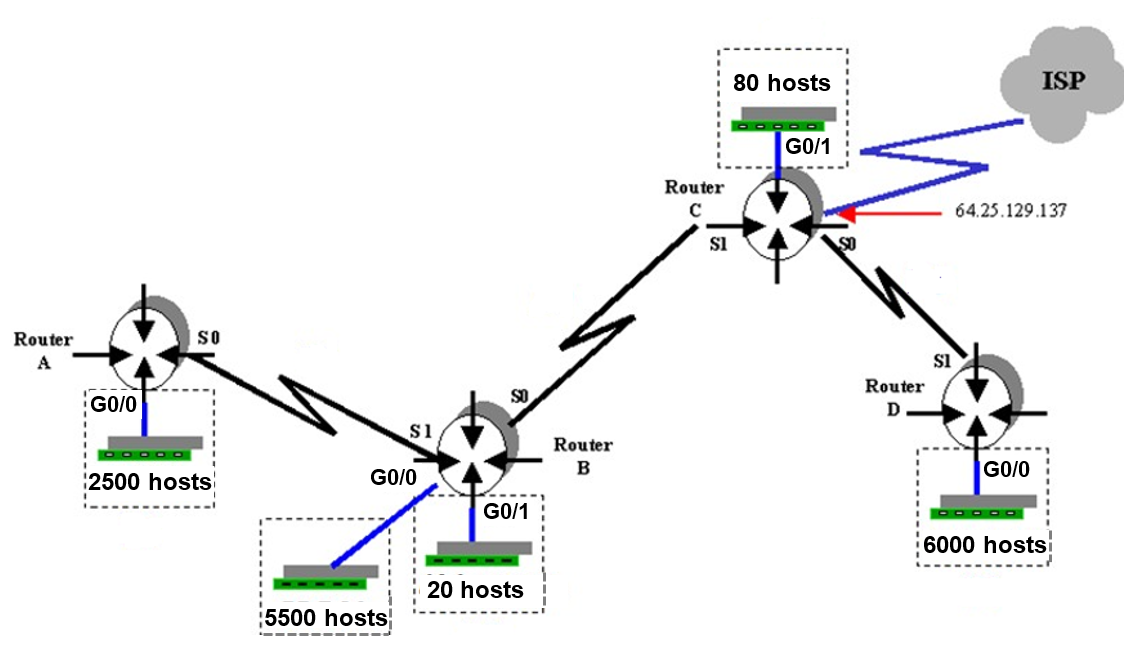 80 hosts
ISP
G0/1
Router
C
64.25.129.137
S1
S0
Router
A
S0
S1
Router
D
G0/0
S0
S1
Router
B
G0/0
G0/0
2500 hosts
G0/1
6000 hosts
20 hosts
5500 hosts